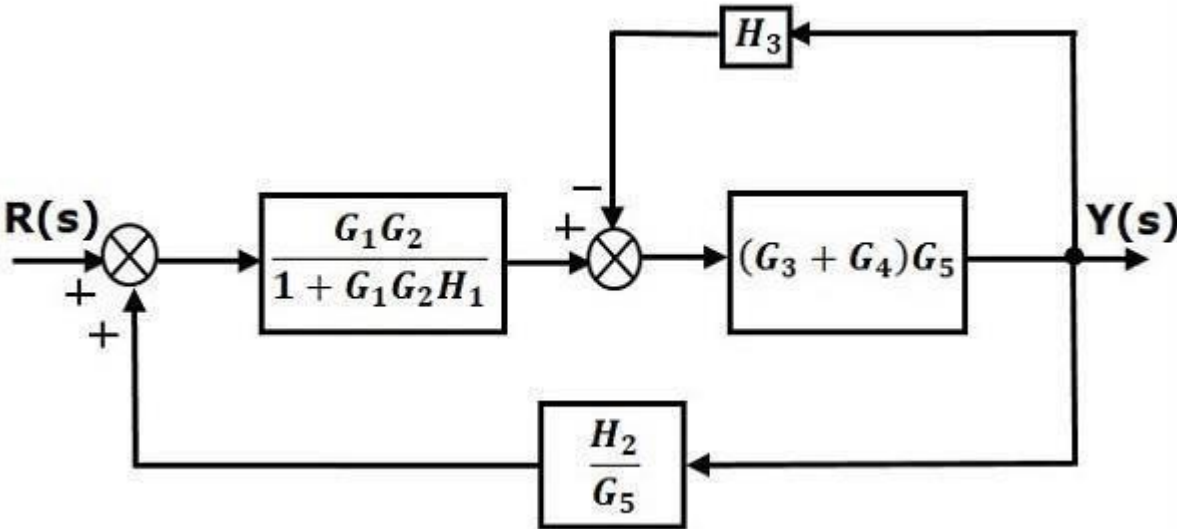 H₃
−
R(s)
+
+
G₁G₂
1 + G₁G₂H₁
+
(G₃ + G₄)G₅
Y(s)
H₂
G₅